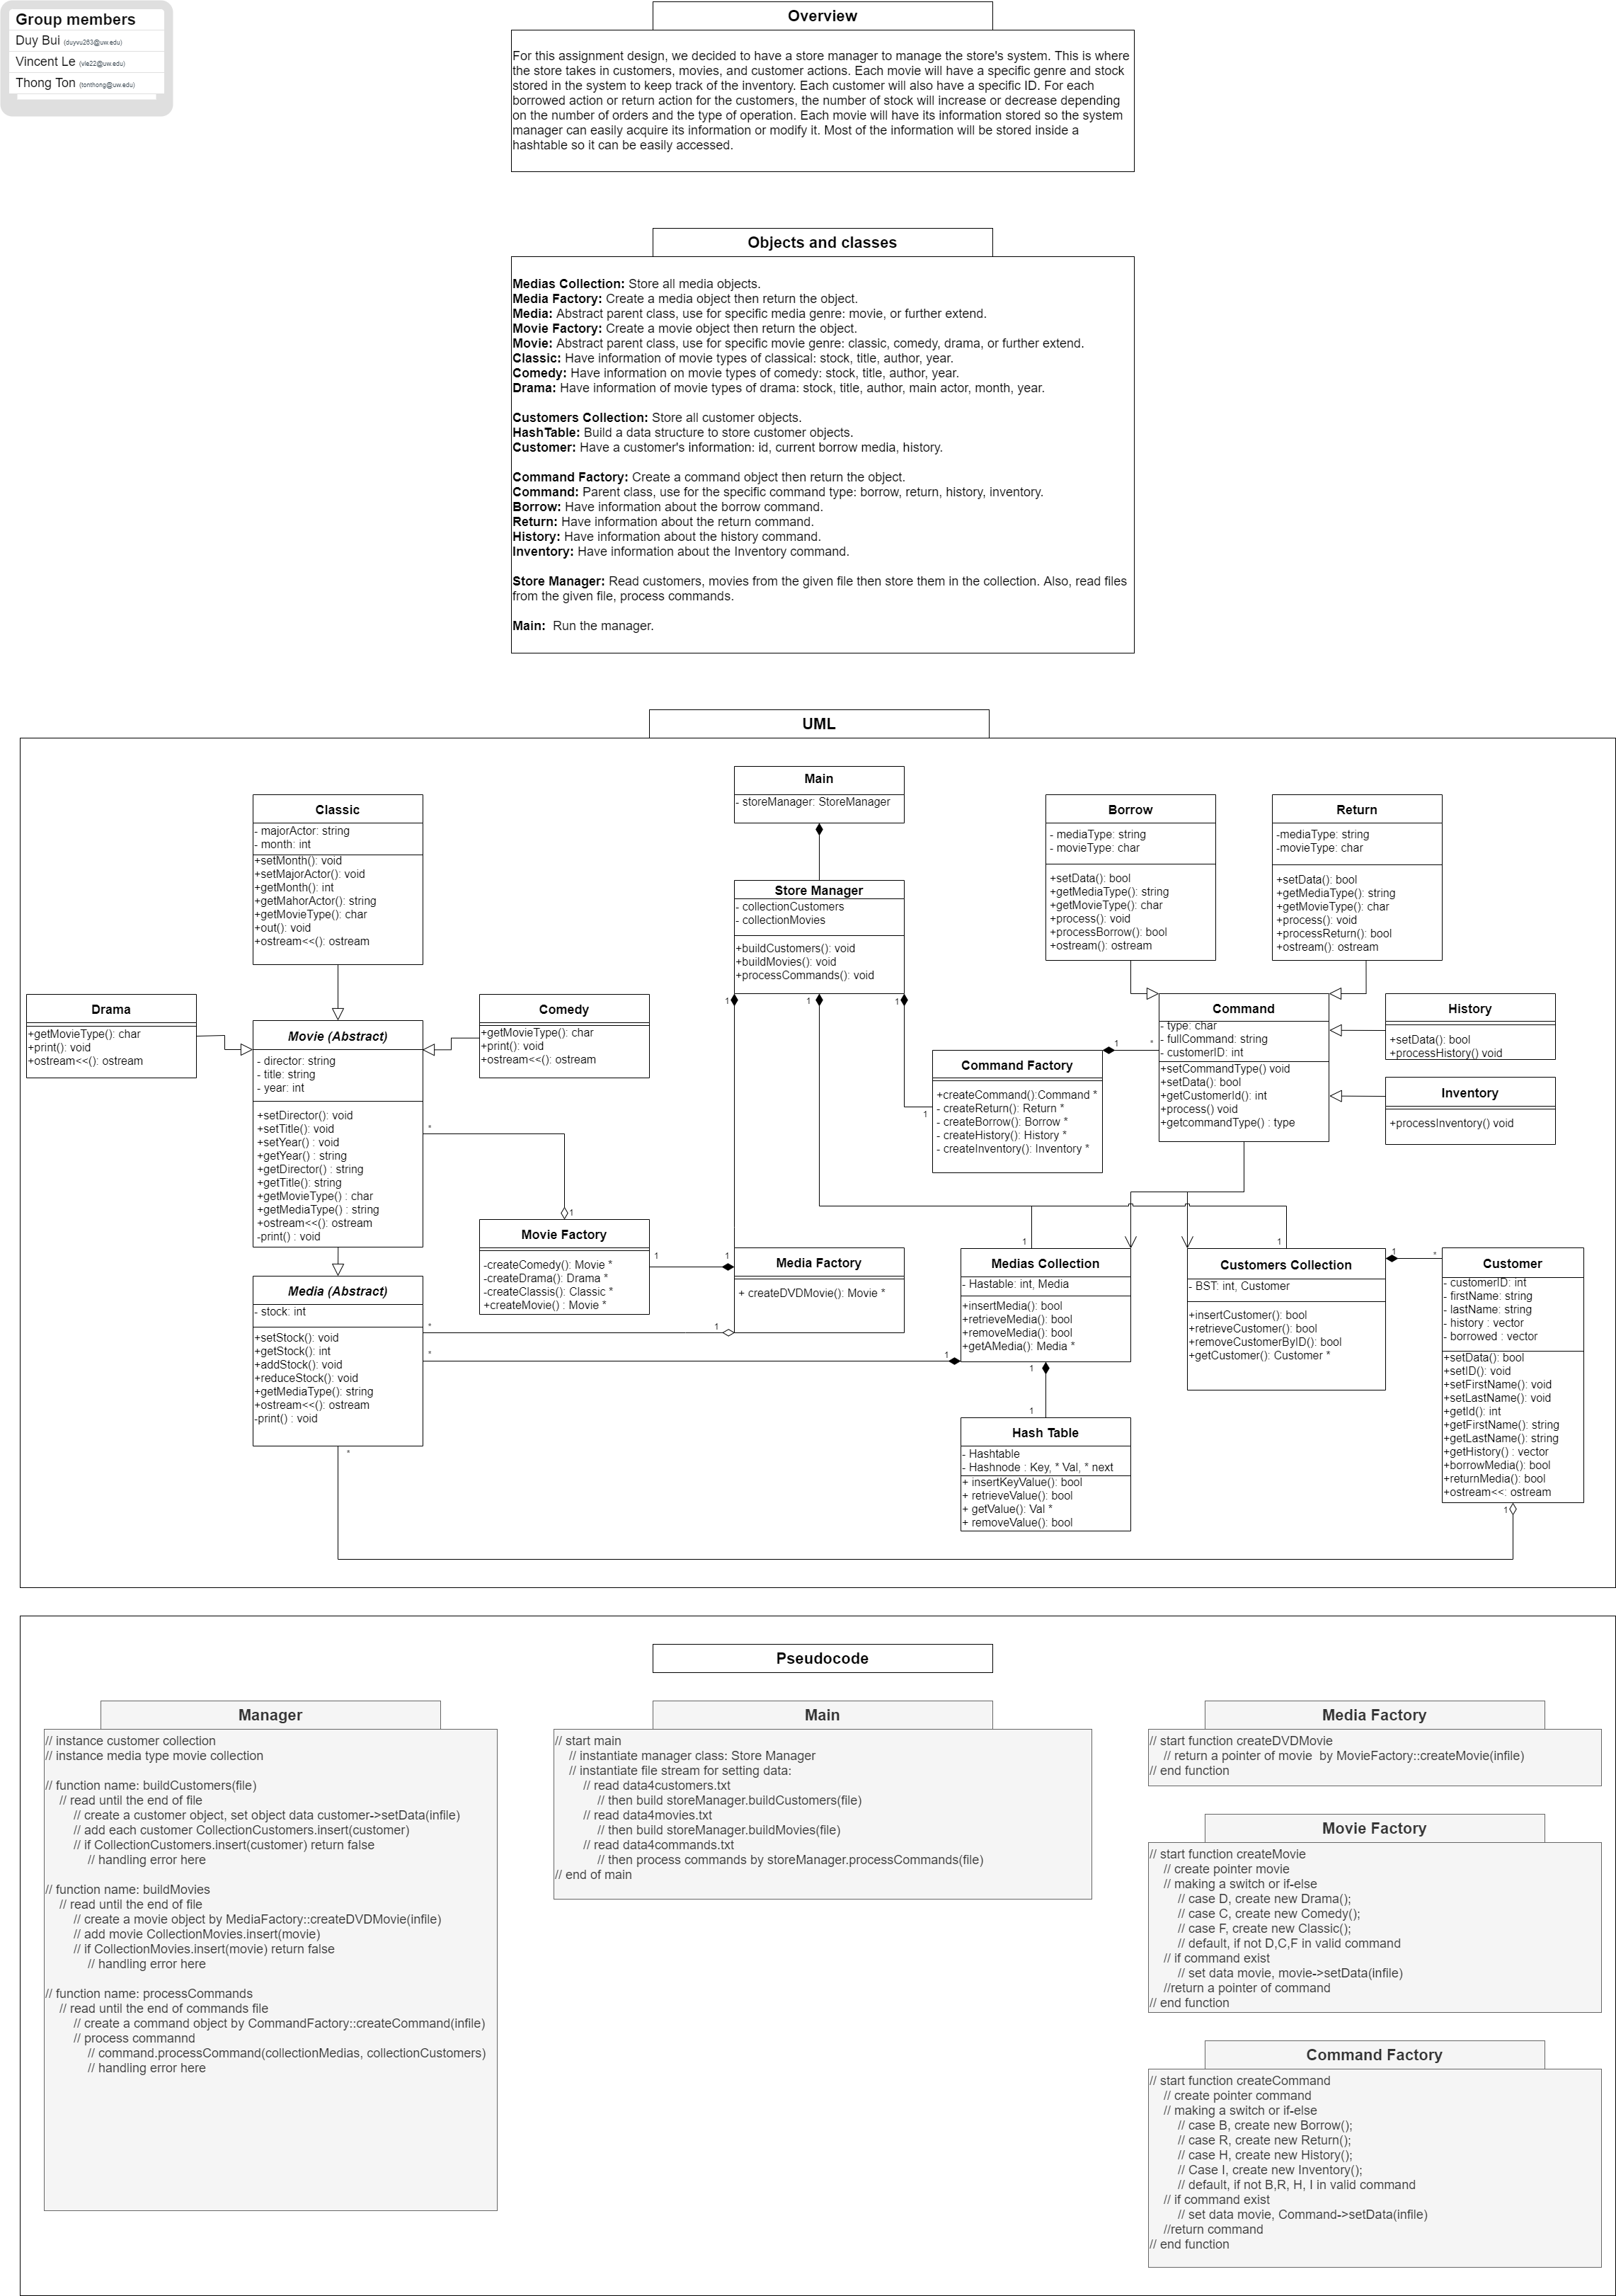 Group members
Duy Bui (duyvu263@uw.edu)
Vincent Le (vle22@uw.edu)
Thong Ton (tonthong@uw.edu)
Overview
For this assignment design, we decided to have a store manager to manage the store's system. This is where
the store takes in customers, movies, and customer actions. Each movie will have a specific genre and stock
stored in the system to keep track of the inventory. Each customer will also have a specific ID. For each
borrowed action or return action for the customers, the number of stock will increase or decrease depending
on the number of orders and the type of operation. Each movie will have its information stored so the system
manager can easily acquire its information or modify it. Most of the information will be stored inside a
hashtable so it can be easily accessed.
Objects and classes
Medias Collection: Store all media objects.
Media Factory: Create a media object then return the object.
Media: Abstract parent class, use for specific media genre: movie, or further extend.
Movie Factory: Create a movie object then return the object.
Movie: Abstract parent class, use for specific movie genre: classic, comedy, drama, or further extend.
Classic: Have information of movie types of classical: stock, title, author, year.
Comedy: Have information on movie types of comedy: stock, title, author, year.
Drama: Have information of movie types of drama: stock, title, author, main actor, month, year.
Customers Collection: Store all customer objects.
HashTable: Build a data structure to store customer objects.
Customer: Have a customer's information: id, current borrow media, history.
Command Factory: Create a command object then return the object.
Command: Parent class, use for the specific command type: borrow, return, history, inventory.
Borrow: Have information about the borrow command.
Return: Have information about the return command.
History: Have information about the history command.
Inventory: Have information about the Inventory command.
Store Manager: Read customers, movies from the given file then store them in the collection. Also, read files
from the given file, process commands.
Main:  Run the manager.
UML
Main
- storeManager: StoreManager
Classic
- majorActor: string
- month: int
+setMonth(): void
+setMajorActor(): void
+getMonth(): int
+getMahorActor(): string
+getMovieType(): char
+out(): void
+ostream<<(): ostream
Store Manager
- collectionCustomers
- collectionMovies
+buildCustomers(): void
+buildMovies(): void
+processCommands(): void
1
1
1
Borrow
- mediaType: string
- movieType: char
+setData(): bool
+getMediaType(): string
+getMovieType(): char
+process(): void
+processBorrow(): bool
+ostream(): ostream
Return
-mediaType: string
-movieType: char
+setData(): bool
+getMediaType(): string
+getMovieType(): char
+process(): void
+processReturn(): bool
+ostream(): ostream
Drama
+getMovieType(): char
+print(): void
+ostream<<(): ostream
Movie (Abstract)
- director: string
- title: string
- year: int
+setDirector(): void
+setTitle(): void
+setYear() : void
+getYear() : string
+getDirector() : string
+getTitle(): string
+getMovieType() : char
+getMediaType() : string
+ostream<<(): ostream
-print() : void
*
Comedy
+getMovieType(): char
+print(): void
+ostream<<(): ostream
Command Factory
+createCommand():Command *
- createReturn(): Return *
- createBorrow(): Borrow *
- createHistory(): History *
- createInventory(): Inventory *
1
1
*
Command
- type: char
- fullCommand: string
- customerID: int
+setCommandType() void
+setData(): bool
+getCustomerId(): int
+process() void
+getcommandType() : type
History
+setData(): bool
+processHistory() void
Inventory
+processInventory() void
1
Movie Factory
-createComedy(): Movie *
-createDrama(): Drama *
-createClassis(): Classic *
+createMovie() : Movie *
1
1
Media Factory
+ createDVDMovie(): Movie *
1
Media (Abstract)
- stock: int
+setStock(): void
+getStock(): int
+addStock(): void
+reduceStock(): void
+getMediaType(): string
+ostream<<(): ostream
-print() : void
*
*
*
1
Medias Collection
- Hastable: int, Media
+insertMedia(): bool
+retrieveMedia(): bool
+removeMedia(): bool
+getAMedia(): Media *
1
1
1
Hash Table
- Hashtable
- Hashnode : Key, * Val, * next
+ insertKeyValue(): bool
+ retrieveValue(): bool
+ getValue(): Val *
+ removeValue(): bool
1
Customers Collection
- BST: int, Customer
+insertCustomer(): bool
+retrieveCustomer(): bool
+removeCustomerByID(): bool
+getCustomer(): Customer *
1
*
Customer
- customerID: int
- firstName: string
- lastName: string
- history : vector
- borrowed : vector
+setData(): bool
+setID(): void
+setFirstName(): void
+setLastName(): void
+getId(): int
+getFirstName(): string
+getLastName(): string
+getHistory() : vector
+borrowMedia(): bool
+returnMedia(): bool
+ostream<<: ostream
1
Pseudocode
Manager
// instance customer collection
// instance media type movie collection
// function name: buildCustomers(file)
// read until the end of file
// create a customer object, set object data customer->setData(infile)
// add each customer CollectionCustomers.insert(customer)
// if CollectionCustomers.insert(customer) return false
// handling error here
// function name: buildMovies
// read until the end of file
// create a movie object by MediaFactory::createDVDMovie(infile)
// add movie CollectionMovies.insert(movie)
// if CollectionMovies.insert(movie) return false
// handling error here
// function name: processCommands
// read until the end of commands file
// create a command object by CommandFactory::createCommand(infile)
// process commannd
// command.processCommand(collectionMedias, collectionCustomers)
// handling error here
Main
// start main
// instantiate manager class: Store Manager
// instantiate file stream for setting data:
// read data4customers.txt
// then build storeManager.buildCustomers(file)
// read data4movies.txt
// then build storeManager.buildMovies(file)
// read data4commands.txt
// then process commands by storeManager.processCommands(file)
// end of main
Media Factory
// start function createDVDMovie
// return a pointer of movie  by MovieFactory::createMovie(infile)
// end function
Movie Factory
// start function createMovie
// create pointer movie
// making a switch or if-else
// case D, create new Drama();
// case C, create new Comedy();
// case F, create new Classic();
// default, if not D,C,F in valid command
// if command exist
// set data movie, movie->setData(infile)
//return a pointer of command
// end function
Command Factory
// start function createCommand
// create pointer command
// making a switch or if-else
// case B, create new Borrow();
// case R, create new Return();
// case H, create new History();
// Case I, create new Inventory();
// default, if not B,R, H, I in valid command
// if command exist
// set data movie, Command->setData(infile)
//return command
// end function